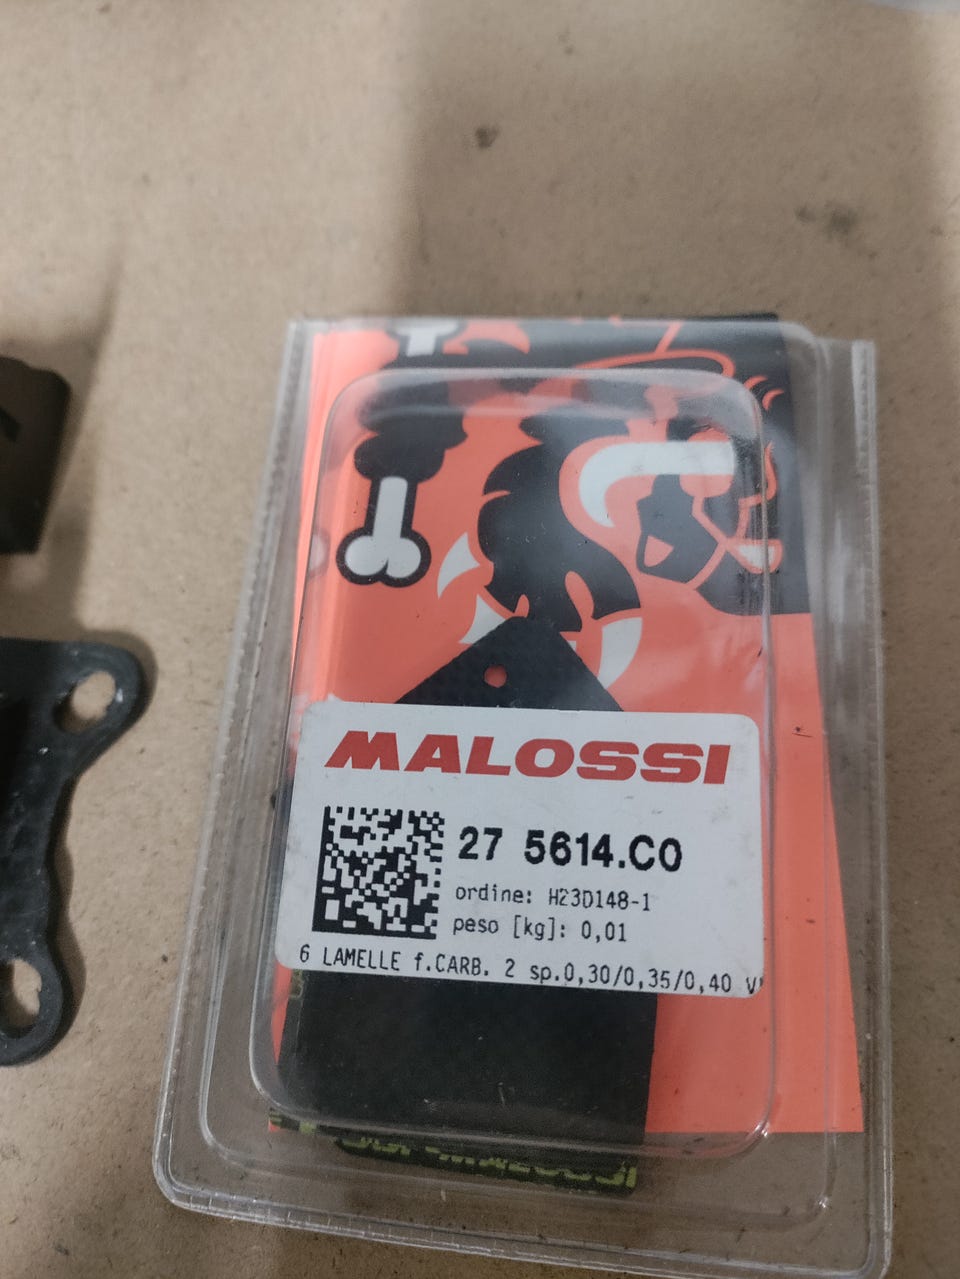 MALOSSI
27 5614.C0
ordine: H23D148-1
peso [kg]: 0,01
6 LAMELLE f.CARB. 2 sp.0,30/0,35/0,40
MALOSSI